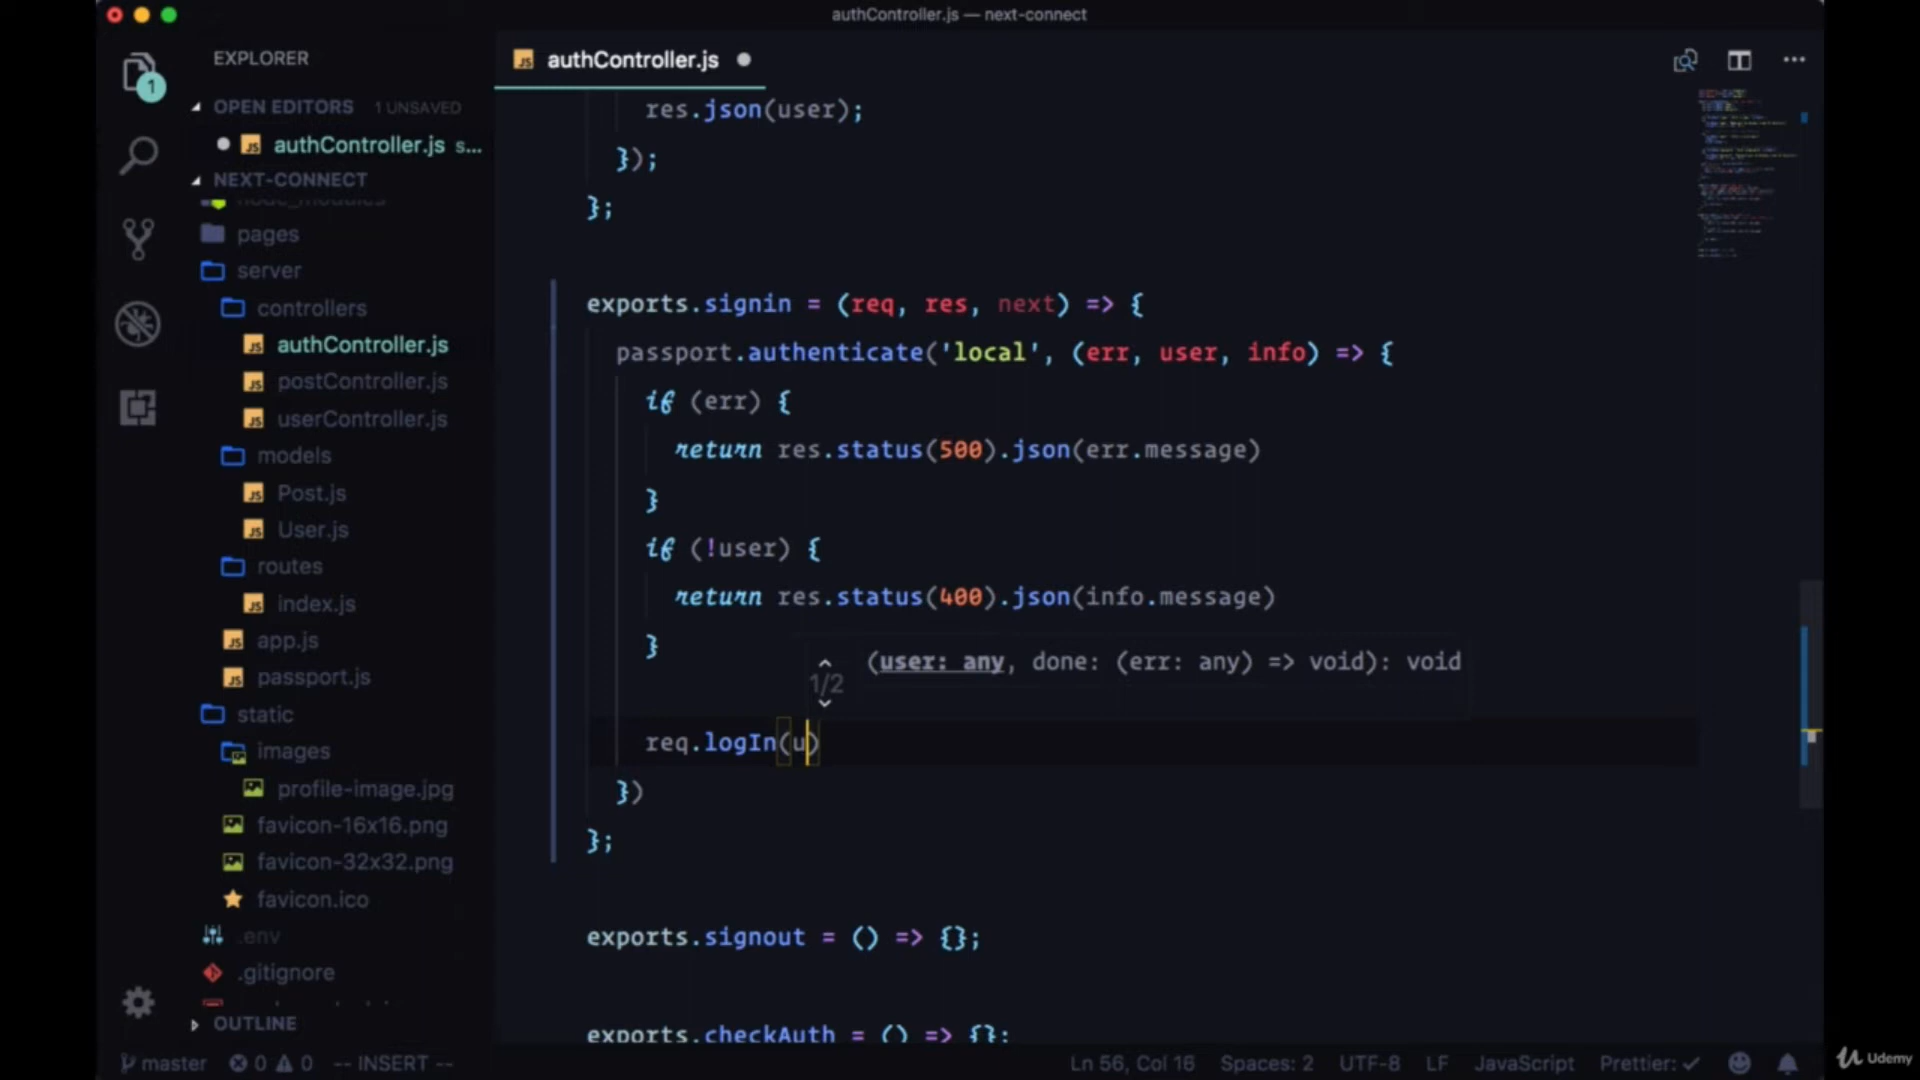 authController.js — next-connect
EXPLORER
OPEN EDITORS 1 UNSAVED
authController.js s...
NEXT-CONNECT
node_modules
pages
server
controllers
authController.js
postController.js
userController.js
models
Post.js
User.js
routes
index.js
app.js
passport.js
static
images
profile-image.jpg
favicon-16x16.png
favicon-32x32.png
favicon.ico
.env
.gitignore
OUTLINE
1
authController.js
res.json(user);
});
};
exports.signin = (req, res, next) => {
passport.authenticate('local', (err, user, info) => {
if (err) {
return res.status(500).json(err.message)
}
if (!user) {
return res.status(400).json(info.message)
}
1/2
(user: any, done: (err: any) => void): void
req.logIn(u)
})
};
exports.signout = () => {};
exports.checkAuth = () => {};
master 0 0 -- INSERT -- Ln 56, Col 16 Spaces: 2 UTF-8 LF JavaScript Prettier: ✓
Udemy